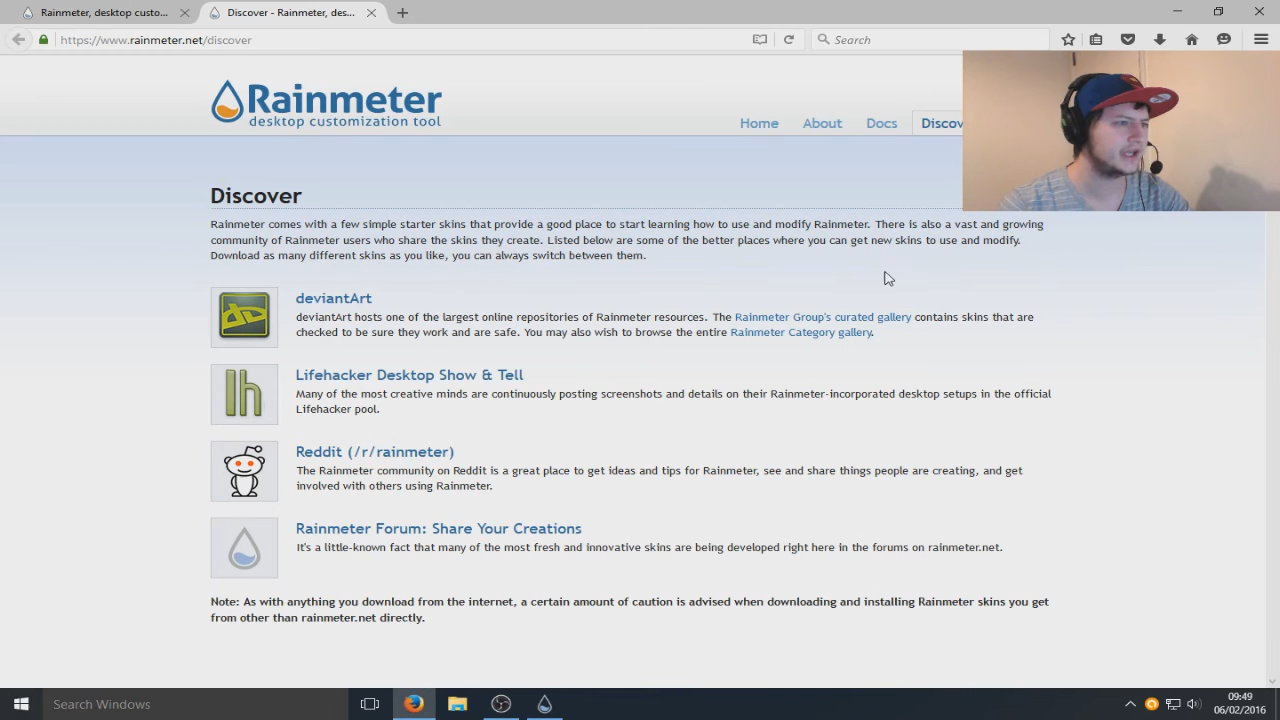 Rainmeter, desktop custo...
Discover - Rainmeter, des...
https://www.rainmeter.net/discover
Search
Rainmeter
desktop customization tool
Home
About
Docs
Discov
Discover
Rainmeter comes with a few simple starter skins that provide a good place to start learning how to use and modify Rainmeter. There is also a vast and growing
community of Rainmeter users who share the skins they create. Listed below are some of the better places where you can get new skins to use and modify.
Download as many different skins as you like, you can always switch between them.
deviantArt
deviantArt hosts one of the largest online repositories of Rainmeter resources. The Rainmeter Group's curated gallery contains skins that are
checked to be sure they work and are safe. You may also wish to browse the entire Rainmeter Category gallery.
lh
Lifehacker Desktop Show & Tell
Many of the most creative minds are continuously posting screenshots and details on their Rainmeter-incorporated desktop setups in the official
Lifehacker pool.
Reddit (/r/rainmeter)
The Rainmeter community on Reddit is a great place to get ideas and tips for Rainmeter, see and share things people are creating, and get
involved with others using Rainmeter.
Rainmeter Forum: Share Your Creations
It's a little-known fact that many of the most fresh and innovative skins are being developed right here in the forums on rainmeter.net.
Note: As with anything you download from the internet, a certain amount of caution is advised when downloading and installing Rainmeter skins you get
from other than rainmeter.net directly.
Search Windows
09:49
06/02/2016